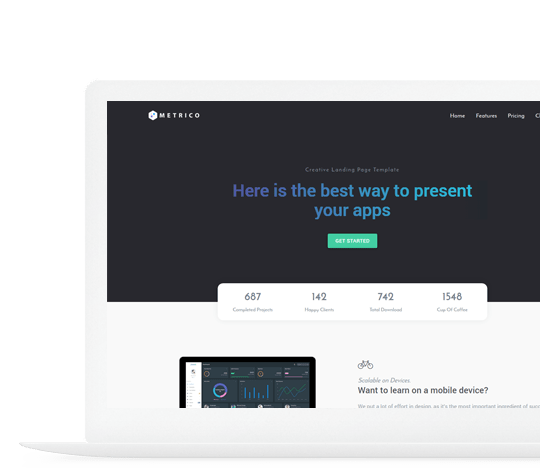 METRICO
Home Features Pricing
Creative Landing Page Template
Here is the best way to present
your apps
GET STARTED
687 142 742 1548
Completed Projects Happy Clients Total Download Cup Of Coffee
Scalable on Devices
Want to learn on a mobile device?
We put a lot of effort in design, as it's the most important ingredient of